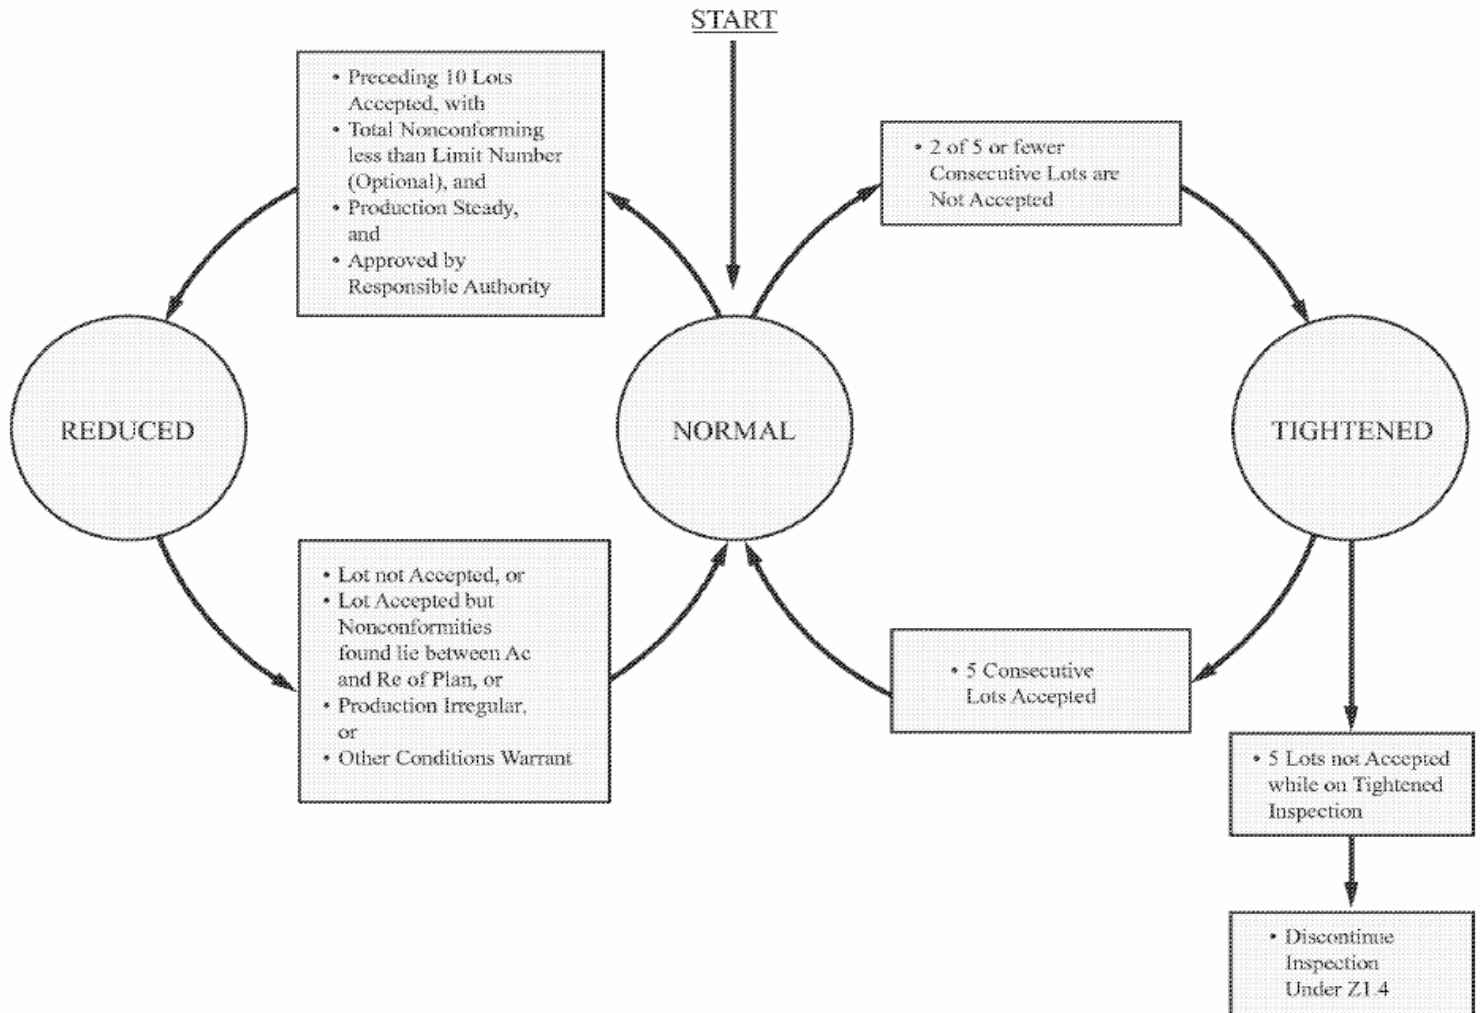 START
• Preceding 10 Lots
Accepted, with
• Total Nonconforming
less than Limit Number
(Optional), and
• Production Steady,
and
• Approved by
Responsible Authority
• 2 of 5 or fewer
Consecutive Lots are
Not Accepted
REDUCED
NORMAL
TIGHTENED
• Lot not Accepted, or
• Lot Accepted but
Nonconformities
found lie between Ac
and Re of Plan, or
• Production Irregular,
or
• Other Conditions Warrant
• 5 Consecutive
Lots Accepted
• 5 Lots not Accepted
while on Tightened
Inspection
• Discontinue
Inspection
Under Z1.4